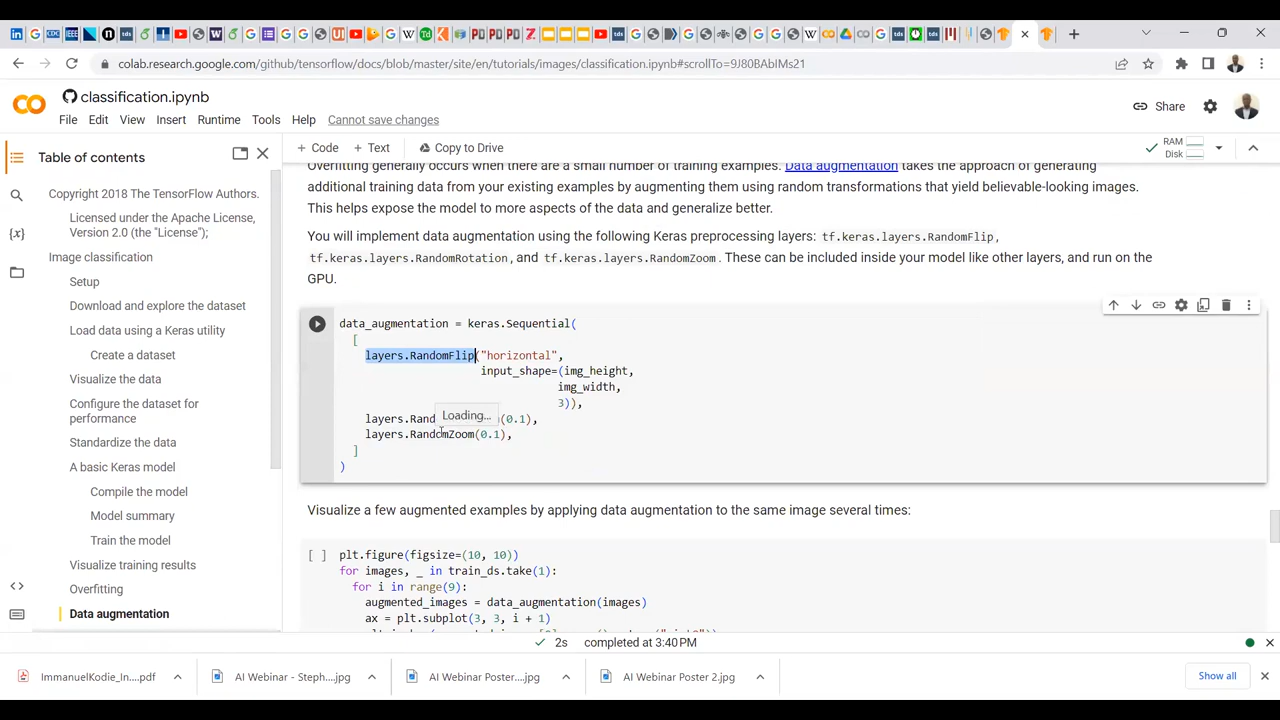 colab.research.google.com/github/tensorflow/docs/blob/master/site/en/tutorials/images/classification.ipynb#scrollTo=9J80BAbIMs21
classification.ipynb
File Edit View Insert Runtime Tools Help Cannot save changes
Share
+ Code + Text Copy to Drive
RAM
Disk
Table of contents
Copyright 2018 The TensorFlow Authors.
Licensed under the Apache License,
Version 2.0 (the "License");
Image classification
Setup
Download and explore the dataset
Load data using a Keras utility
Create a dataset
Visualize the data
Configure the dataset for
performance
Standardize the data
A basic Keras model
Compile the model
Model summary
Train the model
Visualize training results
Overfitting
Data augmentation
Overfitting generally occurs when there are a small number of training examples. Data augmentation takes the approach of generating
additional training data from your existing examples by augmenting them using random transformations that yield believable-looking images.
This helps expose the model to more aspects of the data and generalize better.
You will implement data augmentation using the following Keras preprocessing layers: tf.keras.layers.RandomFlip,
tf.keras.layers.RandomRotation, and tf.keras.layers.RandomZoom. These can be included inside your model like other layers, and run on the
GPU.
data_augmentation = keras.Sequential(
[
layers.RandomFlip("horizontal",
input_shape=(img_height,
img_width,
3)),
layers.Rand (0.1),
Loading...
layers.RandomZoom(0.1),
]
)
Visualize a few augmented examples by applying data augmentation to the same image several times:
[ ] plt.figure(figsize=(10, 10))
for images, _ in train_ds.take(1):
for i in range(9):
augmented_images = data_augmentation(images)
ax = plt.subplot(3, 3, i + 1)
2s completed at 3:40 PM
ImmanuelKodie_In....pdf
AI Webinar - Steph....jpg
AI Webinar Poster....jpg
AI Webinar Poster 2.jpg
Show all